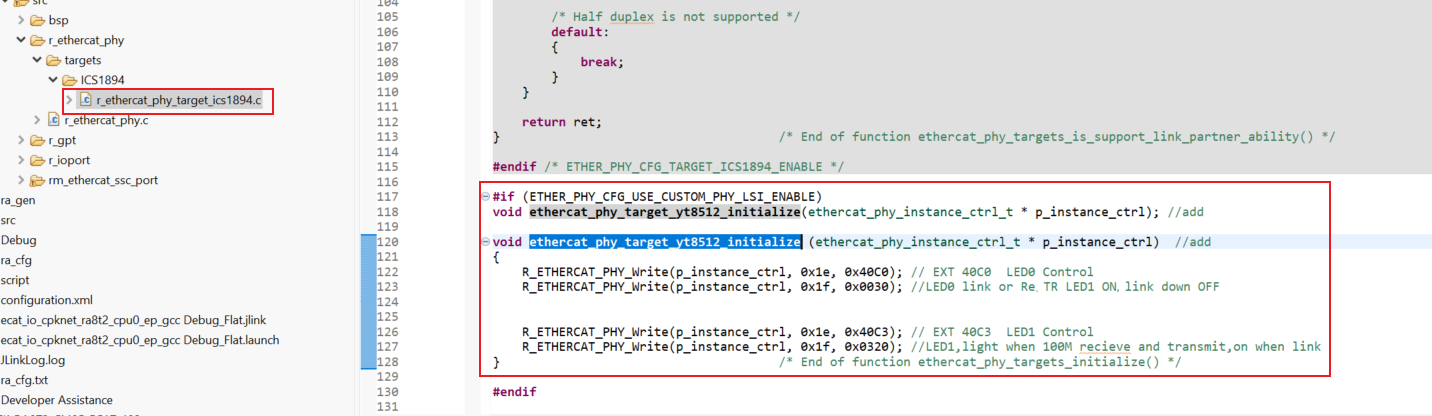 src
bsp
r_ethercat_phy
targets
ICS1894
r_ethercat_phy_target_ics1894.c
r_ethercat_phy.c
r_gpt
r_ioport
rm_ethercat_ssc_port
ra_gen
src
Debug
ra_cfg
script
configuration.xml
ecat_io_cpknet_ra8t2_cpu0_ep_gcc Debug_Flat.jlink
ecat_io_cpknet_ra8t2_cpu0_ep_gcc Debug_Flat.launch
JLinkLog.log
ra_cfg.txt
Developer Assistance
104
105 /* Half duplex is not supported */
106 default:
107 {
108 break;
109 }
110 }
111
112 return ret;
113 } /* End of function ethercat_phy_targets_is_support_link_partner_ability() */
114
115 #endif /* ETHER_PHY_CFG_TARGET_ICS1894_ENABLE */
116
117 #if (ETHER_PHY_CFG_USE_CUSTOM_PHY_LSI_ENABLE)
118 void ethercat_phy_target_yt8512_initialize(ethercat_phy_instance_ctrl_t * p_instance_ctrl); //add
119
120 void ethercat_phy_target_yt8512_initialize (ethercat_phy_instance_ctrl_t * p_instance_ctrl) //add
121 {
122 R_ETHERCAT_PHY_Write(p_instance_ctrl, 0x1e, 0x40C0); // EXT 40C0 LED0 Control
123 R_ETHERCAT_PHY_Write(p_instance_ctrl, 0x1f, 0x0030); //LED0 link or Re、TR LED1 ON，link down OFF
124
125
126 R_ETHERCAT_PHY_Write(p_instance_ctrl, 0x1e, 0x40C3); // EXT 40C3 LED1 Control
127 R_ETHERCAT_PHY_Write(p_instance_ctrl, 0x1f, 0x0320); //LED1,light when 100M recieve and transmit,on when link
128 } /* End of function ethercat_phy_targets_initialize() */
129
130 #endif
131